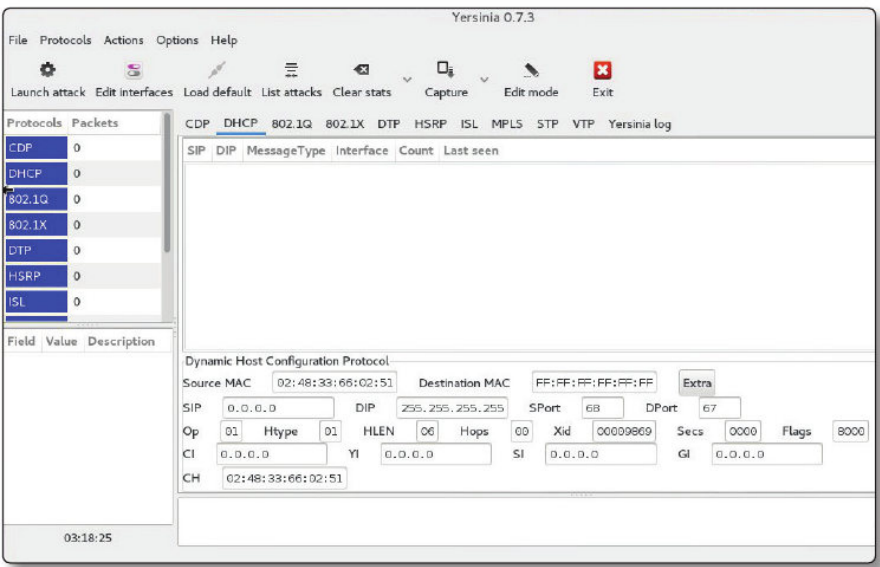 Yersinia 0.7.3
File Protocols Actions Options Help
Launch attack Edit interfaces Load default List attacks Clear stats Capture Edit mode Exit
Protocols Packets
CDP 0
DHCP 0
802.1Q 0
802.1X 0
DTP 0
HSRP 0
ISL 0
Field Value Description
03:18:25
CDP DHCP 802.1Q 802.1X DTP HSRP ISL MPLS STP VTP Yersinia log
SIP DIP MessageType Interface Count Last seen
Dynamic Host Configuration Protocol
Source MAC 02:48:33:66:02:51 Destination MAC FF:FF:FF:FF:FF:FF Extra
SIP 0.0.0.0 DIP 255.255.255.255 SPort 68 DPort 67
Op 01 Htype 01 HLEN 06 Hops 00 Xid 00009869 Secs 0000 Flags 8000
CI 0.0.0.0 YI 0.0.0.0 SI 0.0.0.0 GI 0.0.0.0
CH 02:48:33:66:02:51